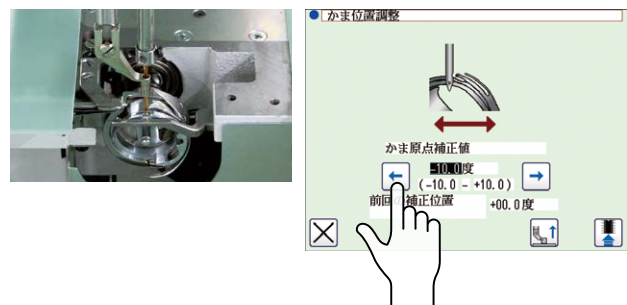 かま位置調整
かま原点補正値
-10.0度
(-10.0 - +10.0)
前回の補正位置
+00.0度